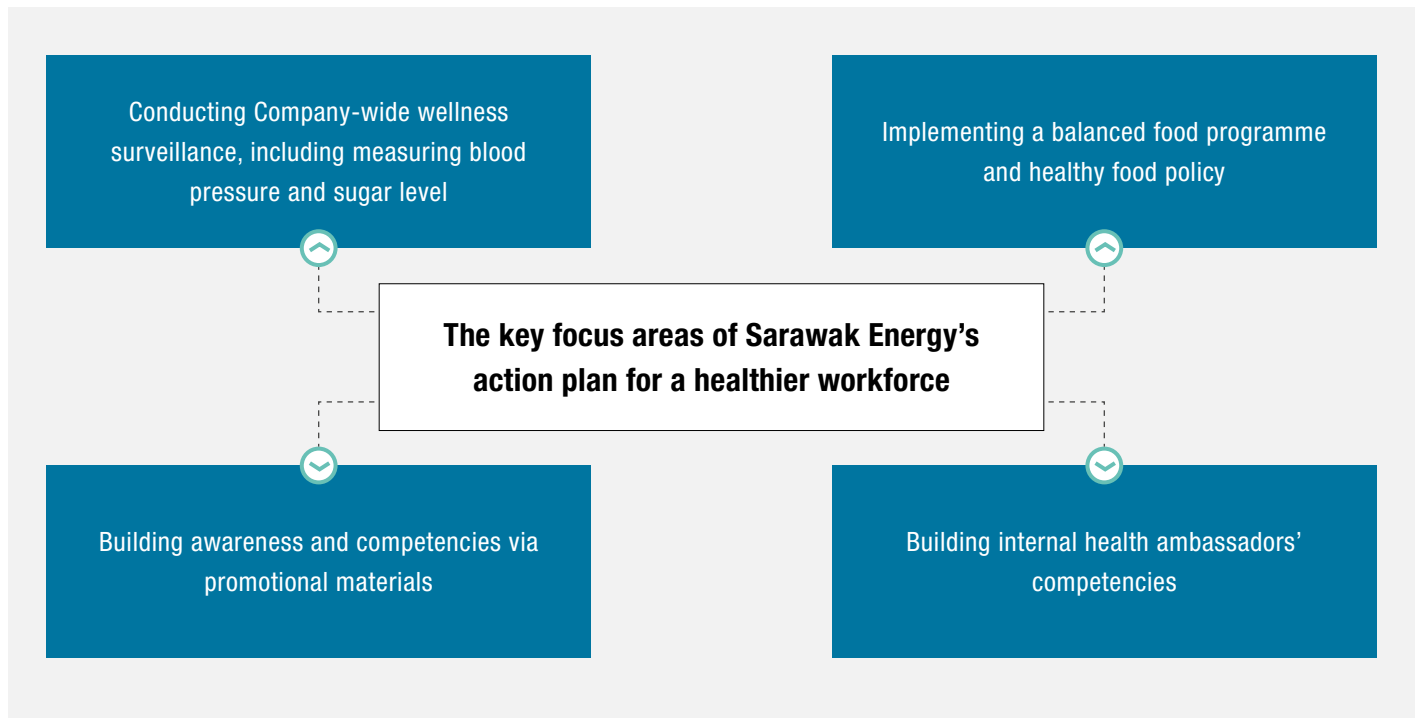 Conducting Company-wide wellness
surveillance, including measuring blood
pressure and sugar level
Implementing a balanced food programme
and healthy food policy
The key focus areas of Sarawak Energy’s
action plan for a healthier workforce
Building awareness and competencies via
promotional materials
Building internal health ambassadors’
competencies